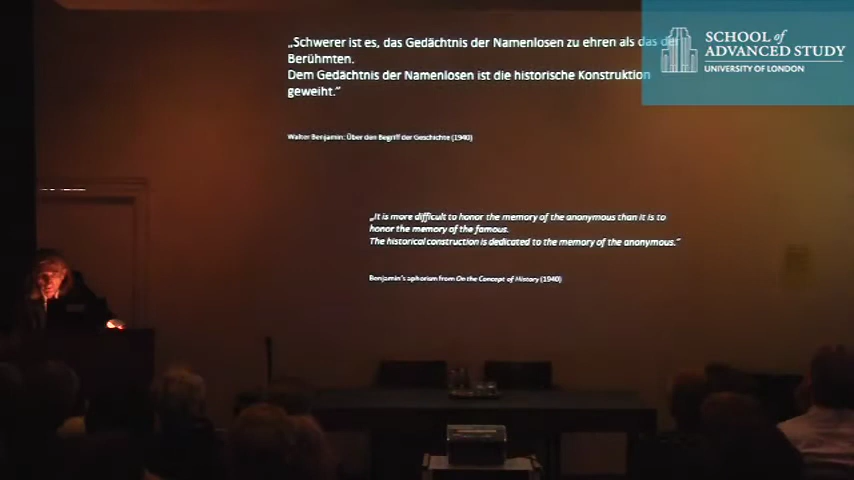 „Schwerer ist es, das Gedächtnis der Namenlosen zu ehren als das der
Berühmten.
Dem Gedächtnis der Namenlosen ist die historische Konstruktion
geweiht.“
Walter Benjamin: Über den Begriff der Geschichte (1940)
„It is more difficult to honor the memory of the anonymous than it is to
honor the memory of the famous.
The historical construction is dedicated to the memory of the anonymous.“
Benjamin's aphorism from On the Concept of History (1940)
SCHOOL of
ADVANCED STUDY
UNIVERSITY OF LONDON